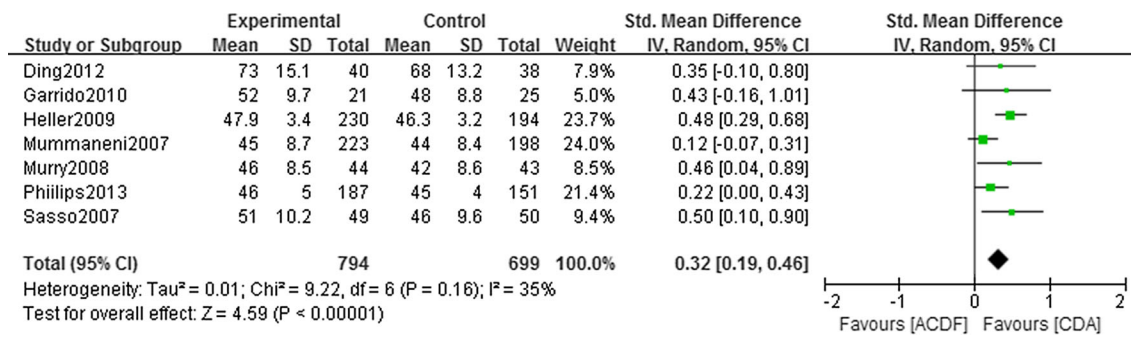 Experimental Control Std. Mean Difference Std. Mean Difference
Study or Subgroup Mean SD Total Mean SD Total Weight IV, Random, 95% CI IV, Random, 95% CI
Ding2012 73 15.1 40 68 13.2 38 7.9% 0.35 [-0.10, 0.80]
Garrido2010 52 9.7 21 48 8.8 25 5.0% 0.43 [-0.16, 1.01]
Heller2009 47.9 3.4 230 46.3 3.2 194 23.7% 0.48 [0.29, 0.68]
Mummaneni2007 45 8.7 223 44 8.4 198 24.0% 0.12 [-0.07, 0.31]
Murry2008 46 8.5 44 42 8.6 43 8.5% 0.46 [0.04, 0.89]
Phiilips2013 46 5 187 45 4 151 21.4% 0.22 [0.00, 0.43]
Sasso2007 51 10.2 49 46 9.6 50 9.4% 0.50 [0.10, 0.90]
Total (95% CI) 794 699 100.0% 0.32 [0.19, 0.46]
Heterogeneity: Tau² = 0.01; Chi² = 9.22, df = 6 (P = 0.16); I² = 35%
Test for overall effect: Z = 4.59 (P < 0.00001)
-2 -1 0 1 2
Favours [ACDF] Favours [CDA]